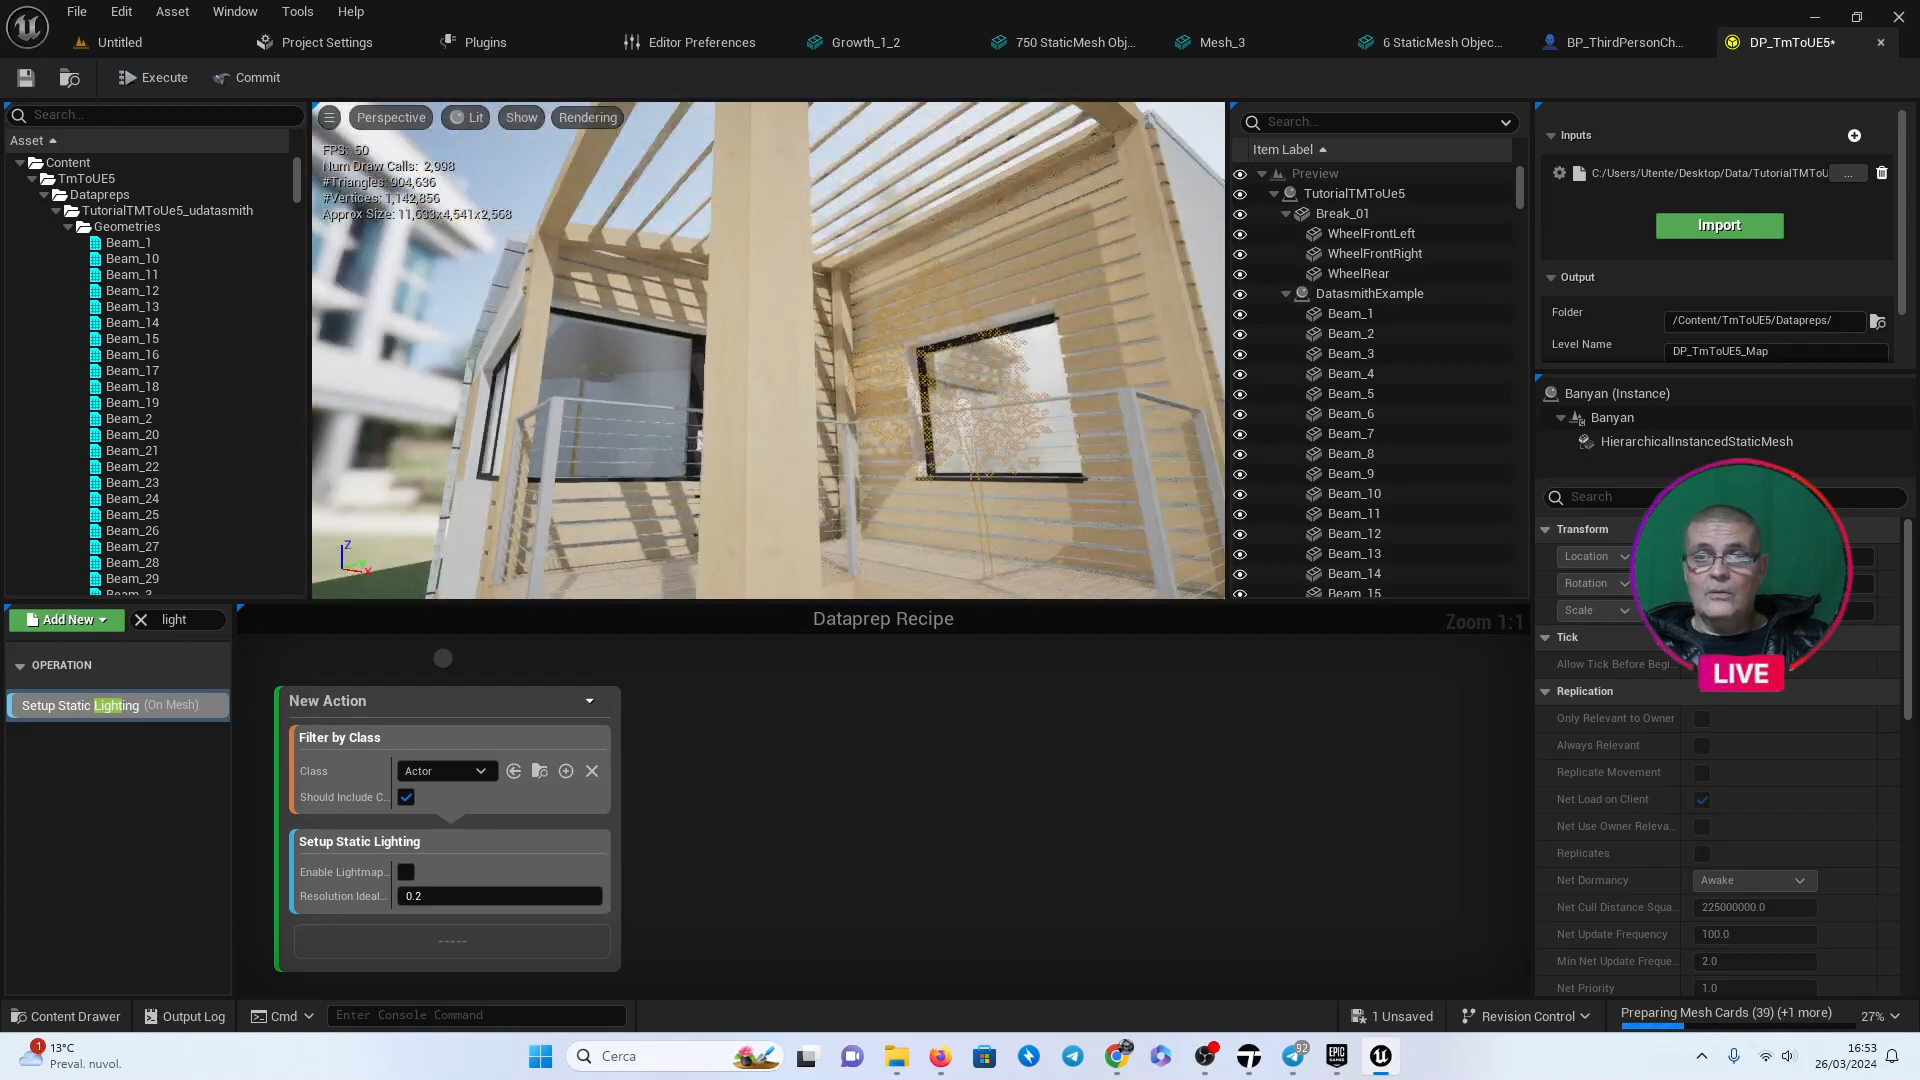 File Edit Asset Window Tools Help
Untitled
Project Settings
Plugins
Editor Preferences
Growth_1_2
750 StaticMesh Obj...
Mesh_3
6 StaticMesh Objec...
BP_ThirdPersonCh...
DP_TmToUE5*
Execute
Commit
Search...
Asset
Content
TmToUE5
Datapreps
TutorialTMToUe5_udatasmith
Geometries
Beam_1
Beam_10
Beam_11
Beam_12
Beam_13
Beam_14
Beam_15
Beam_16
Beam_17
Beam_18
Beam_19
Beam_2
Beam_20
Beam_21
Beam_22
Beam_23
Beam_24
Beam_25
Beam_26
Beam_27
Beam_28
Beam_29
Beam_3
Perspective
Lit
Show
Rendering
FPS: 50
Num Draw Calls: 2,998
#Triangles: 904,636
#Vertices: 1,142,856
Approx Size: 11,633x4,541x2,568
Z
X
Search...
Item Label
Preview
TutorialTMToUe5
Break_01
WheelFrontLeft
WheelFrontRight
WheelRear
DatasmithExample
Beam_1
Beam_2
Beam_3
Beam_4
Beam_5
Beam_6
Beam_7
Beam_8
Beam_9
Beam_10
Beam_11
Beam_12
Beam_13
Beam_14
Beam_15
Inputs
C:/Users/Utente/Desktop/Data/TutorialTMToU
...
Import
Output
Folder
/Content/TmToUE5/Datapreps/
Level Name
DP_TmToUE5_Map
Banyan (Instance)
Banyan
HierarchicalInstancedStaticMesh
Search
Transform
Location
Rotation
Scale
LIVE
Tick
Allow Tick Before Begi...
Replication
Only Relevant to Owner
Always Relevant
Replicate Movement
Net Load on Client
Net Use Owner Releva...
Replicates
Net Dormancy
Awake
Net Cull Distance Squa...
225000000.0
Net Update Frequency
100.0
Min Net Update Freque...
2.0
Net Priority
1.0
Add New
light
OPERATION
Setup Static Lighting (On Mesh)
Dataprep Recipe
Zoom 1:1
New Action
Filter by Class
Class
Actor
Should Include C...
Setup Static Lighting
Enable Lightmap...
Resolution Ideal...
0.2
-----
Content Drawer
Output Log
Cmd
Enter Console Command
1 Unsaved
Revision Control
Preparing Mesh Cards (39) (+1 more)
27%
1
13°C
Preval. nuvol.
Cerca
92
EPIC GAMES
16:53
26/03/2024